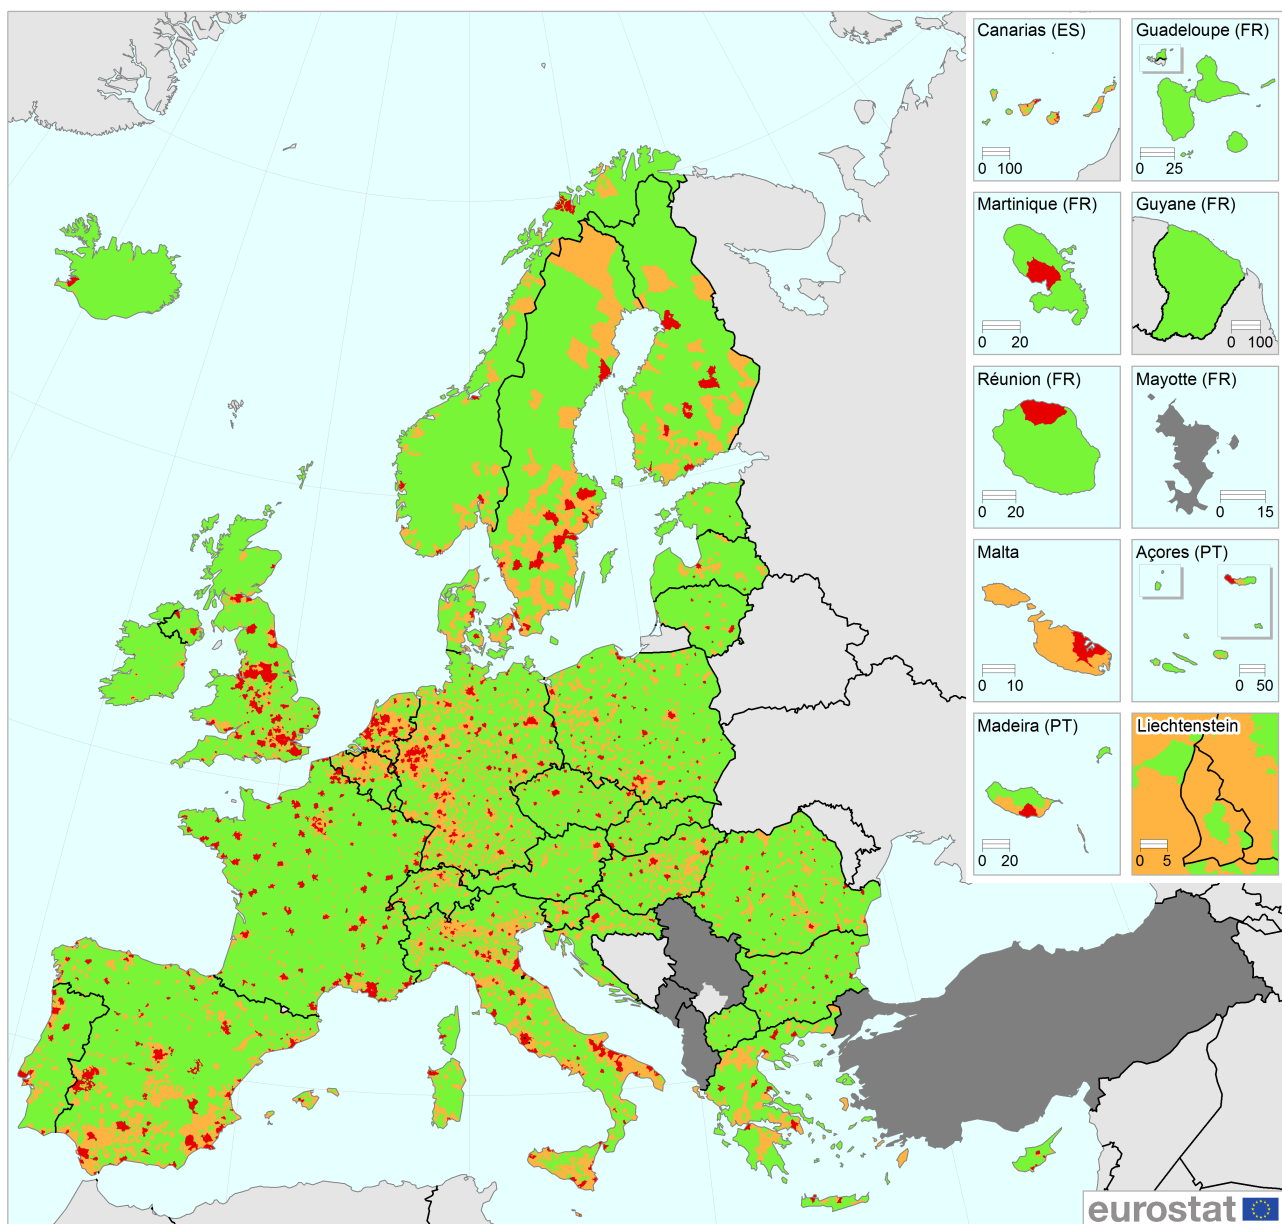 Canarias (ES)
0 100
Guadeloupe (FR)
0 25
Martinique (FR)
0 20
Guyane (FR)
0 100
Réunion (FR)
0 20
Mayotte (FR)
0 15
Malta
0 10
Açores (PT)
0 50
Madeira (PT)
0 20
Liechtenstein
0 5
eurostat